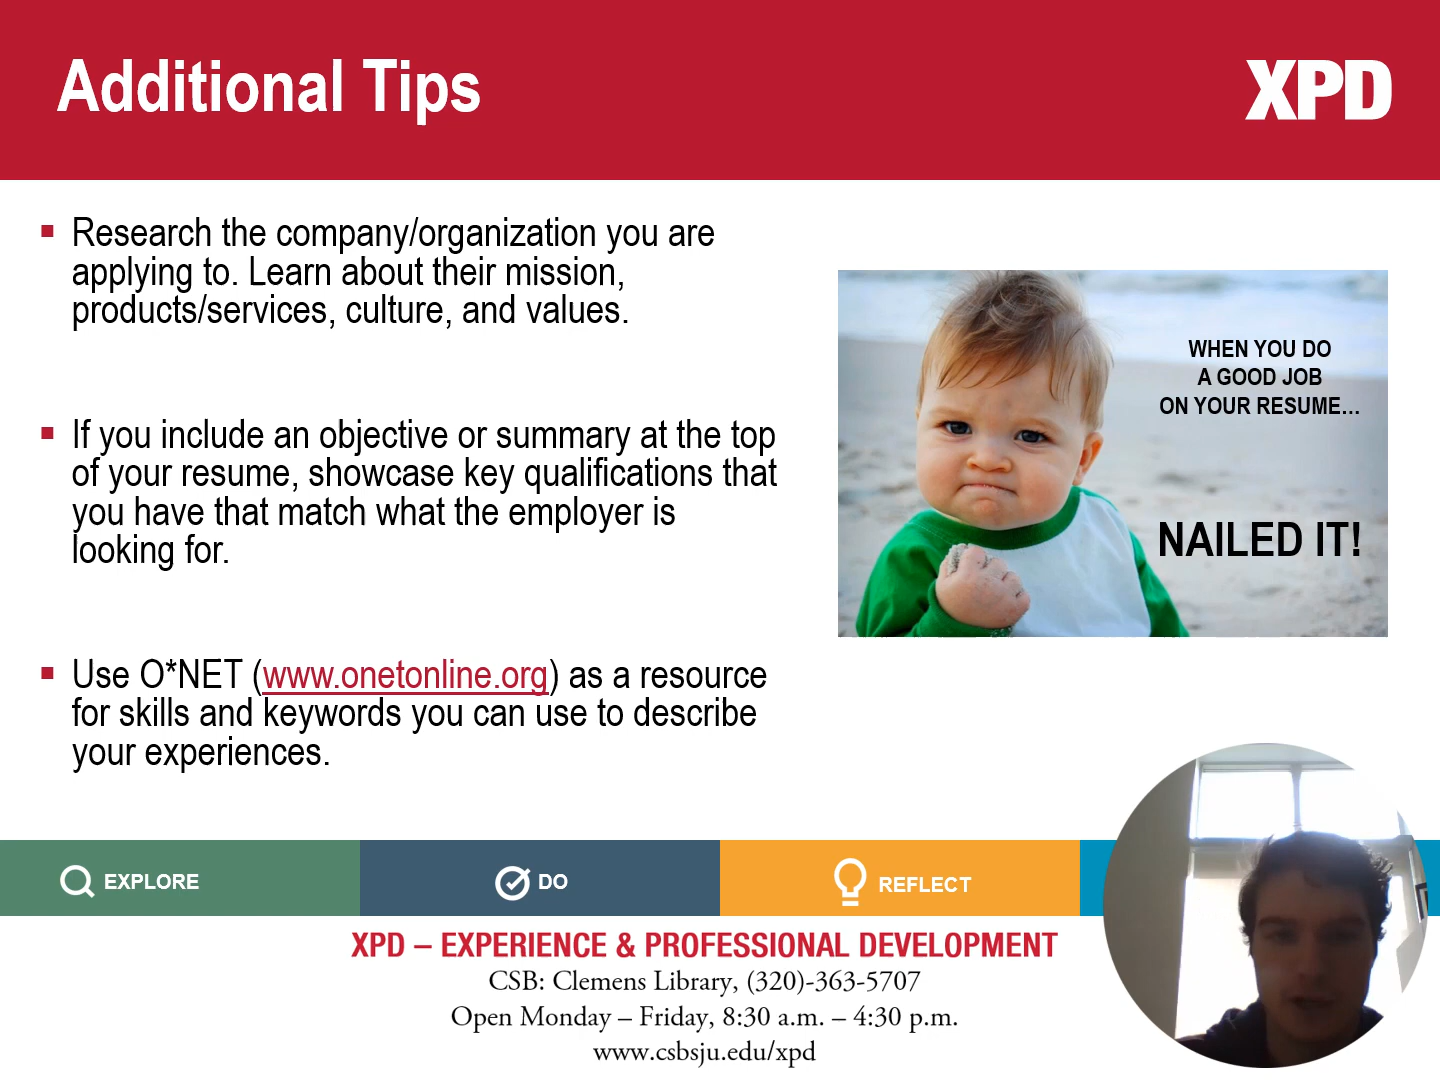 Additional Tips
XPD
Research the company/organization you are
applying to. Learn about their mission,
products/services, culture, and values.
If you include an objective or summary at the top
of your resume, showcase key qualifications that
you have that match what the employer is
looking for.
Use O*NET (www.onetonline.org) as a resource
for skills and keywords you can use to describe
your experiences.
WHEN YOU DO
A GOOD JOB
ON YOUR RESUME...
NAILED IT!
EXPLORE
DO
REFLECT
XPD – EXPERIENCE & PROFESSIONAL DEVELOPMENT
CSB: Clemens Library, (320)-363-5707
Open Monday – Friday, 8:30 a.m. – 4:30 p.m.
www.csbsju.edu/xpd